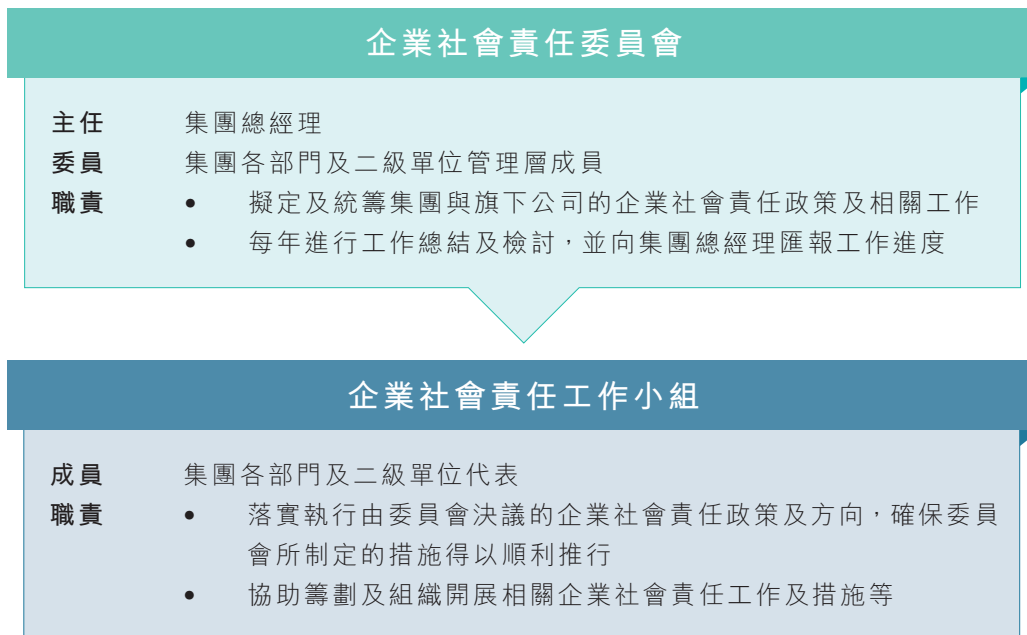 企業社會責任委員會
主任 集團總經理
委員 集團各部門及二級單位管理層成員
職責 • 擬定及統籌集團與旗下公司的企業社會責任政策及相關工作
• 每年進行工作總結及檢討，並向集團總經理匯報工作進度
企業社會責任工作小組
成員 集團各部門及二級單位代表
職責 • 落實執行由委員會決議的企業社會責任政策及方向，確保委員
會所制定的措施得以順利推行
• 協助籌劃及組織開展相關企業社會責任工作及措施等